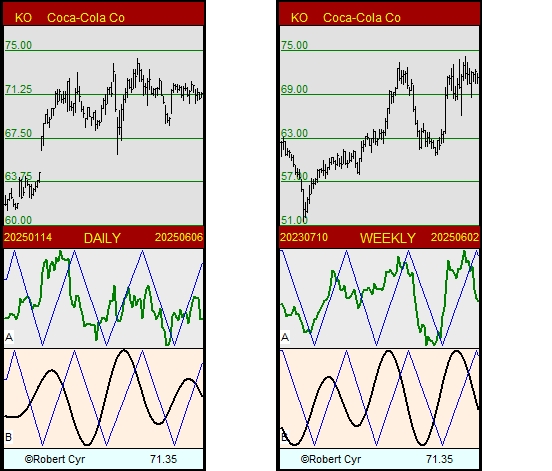 KO Coca-Cola Co
75.00
71.25
67.50
63.75
60.00
20250114 DAILY 20250606
A
B
©Robert Cyr 71.35
KO Coca-Cola Co
75.00
69.00
63.00
57.00
51.00
20230710 WEEKLY 20250602
A
B
©Robert Cyr 71.35